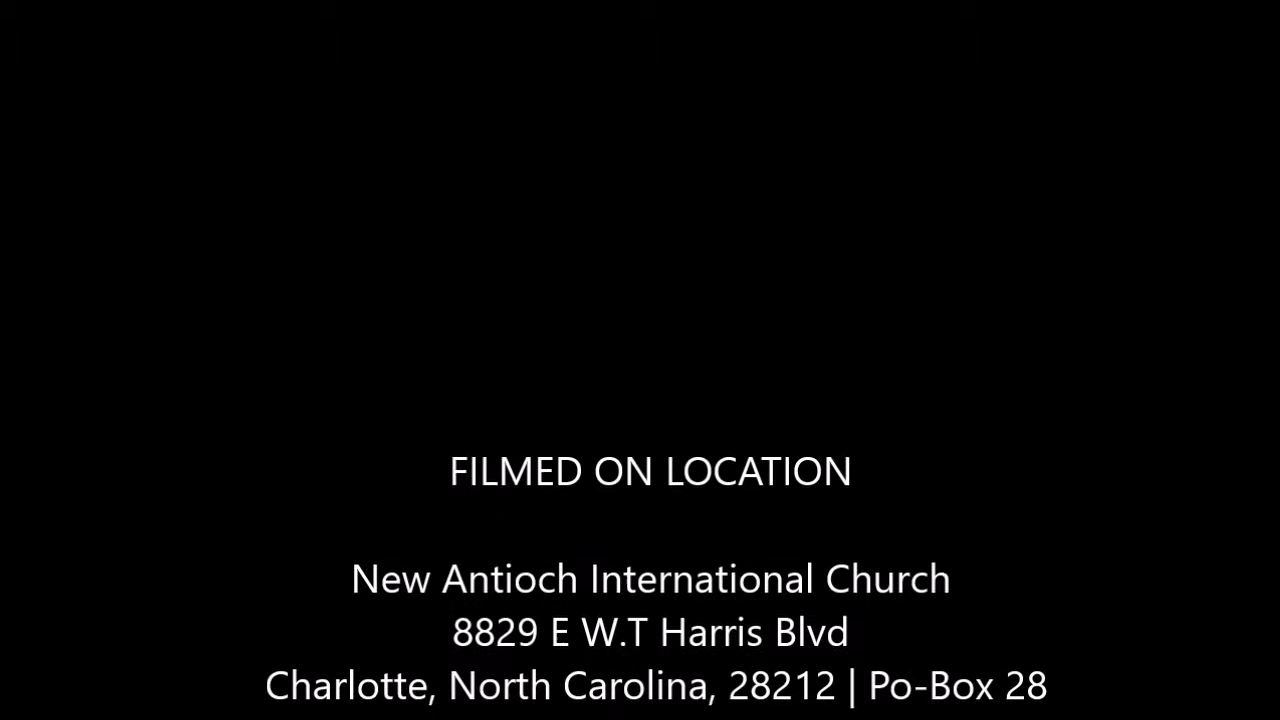 FILMED ON LOCATION
New Antioch International Church
8829 E W.T Harris Blvd
Charlotte, North Carolina, 28212 | Po-Box 28